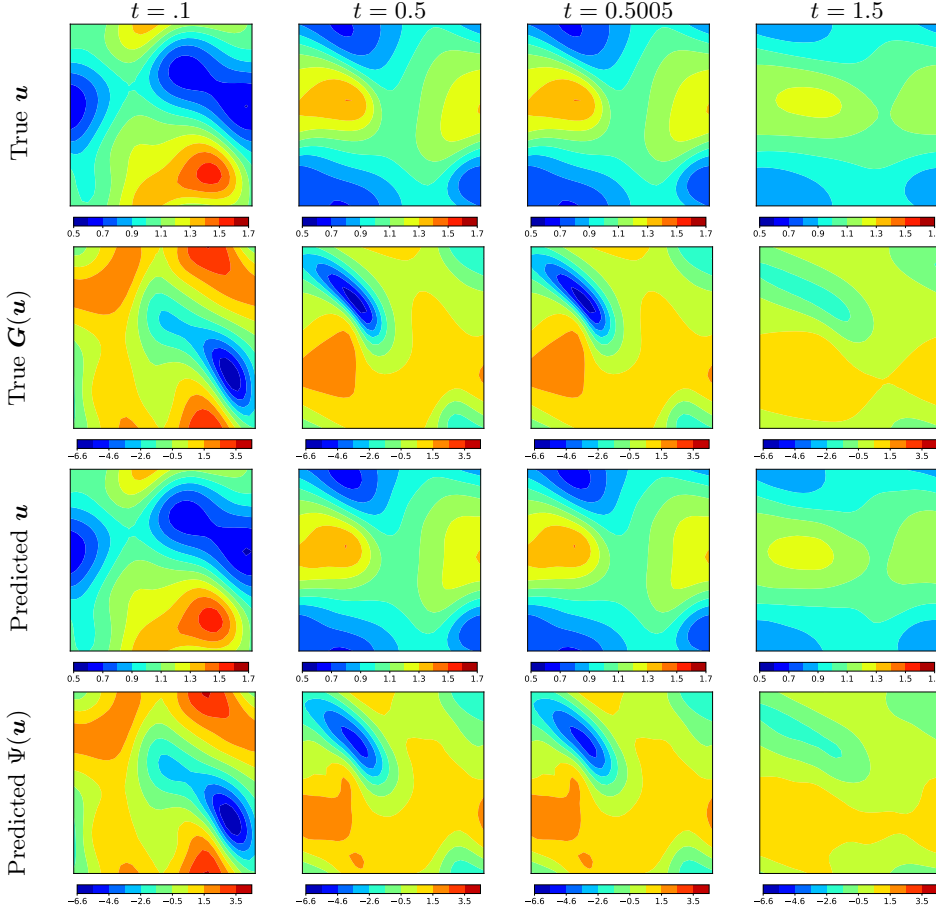 t = .1 t = 0.5 t = 0.5005 t = 1.5
True u
0.5 0.7 0.9 1.1 1.3 1.5 1.7 0.5 0.7 0.9 1.1 1.3 1.5 1.7 0.5 0.7 0.9 1.1 1.3 1.5 1.7 0.5 0.7 0.9 1.1 1.3 1.5
True G(u)
−6.6 −4.6 −2.6 −0.5 1.5 3.5 −6.6 −4.6 −2.6 −0.5 1.5 3.5 −6.6 −4.6 −2.6 −0.5 1.5 3.5 −6.6 −4.6 −2.6 −0.5 1.5 3.5
Predicted u
0.5 0.7 0.9 1.1 1.3 1.5 1.7 0.5 0.7 0.9 1.1 1.3 1.5 1.7 0.5 0.7 0.9 1.1 1.3 1.5 1.7 0.5 0.7 0.9 1.1 1.3 1.5
Predicted Ψ(u)
−6.6 −4.6 −2.6 −0.1 1.5 3.5 −6.6 −4.6 −2.6 −0.5 1.5 3.5 −6.6 −4.6 −2.6 −0.5 1.5 3.5 −6.6 −4.6 −2.6 −0.5 1.5 3.5